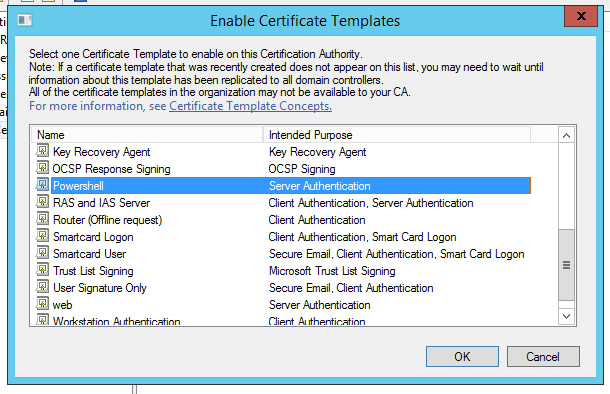 Enable Certificate Templates
x
Select one Certificate Template to enable on this Certification Authority.
Note: If a certificate template that was recently created does not appear on this list, you may need to wait until
information about this template has been replicated to all domain controllers.
All of the certificate templates in the organization may not be available to your CA.
For more information, see Certificate Template Concepts.
Name Intended Purpose
Key Recovery Agent Key Recovery Agent
OCSP Response Signing OCSP Signing
Powershell Server Authentication
RAS and IAS Server Client Authentication, Server Authentication
Router (Offline request) Client Authentication
Smartcard Logon Client Authentication, Smart Card Logon
Smartcard User Secure Email, Client Authentication, Smart Card Logon
Trust List Signing Microsoft Trust List Signing
User Signature Only Secure Email, Client Authentication
web Server Authentication
Workstation Authentication Client Authentication
OK Cancel